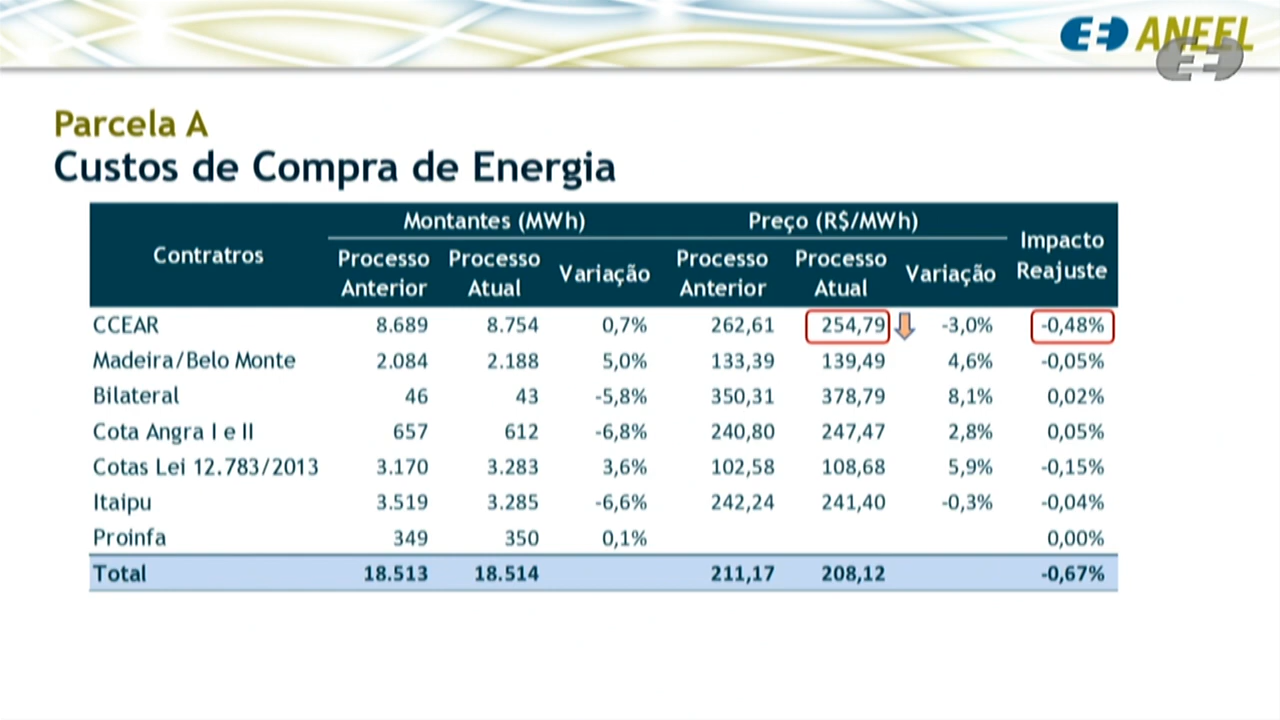 ANEEL
Parcela A
Custos de Compra de Energia
Contratros Montantes (MWh) Preço (R$/MWh) Impacto Reajuste
Processo Anterior Processo Atual Variação Processo Anterior Processo Atual Variação
CCEAR 8.689 8.754 0,7% 262,61 254,79 -3,0% -0,48%
Madeira/Belo Monte 2.084 2.188 5,0% 133,39 139,49 4,6% -0,05%
Bilateral 46 43 -5,8% 350,31 378,79 8,1% 0,02%
Cota Angra I e II 657 612 -6,8% 240,80 247,47 2,8% 0,05%
Cotas Lei 12.783/2013 3.170 3.283 3,6% 102,58 108,68 5,9% -0,15%
Itaipu 3.519 3.285 -6,6% 242,24 241,40 -0,3% -0,04%
Proinfa 349 350 0,1% 0,00%
Total 18.513 18.514 211,17 208,12 -0,67%